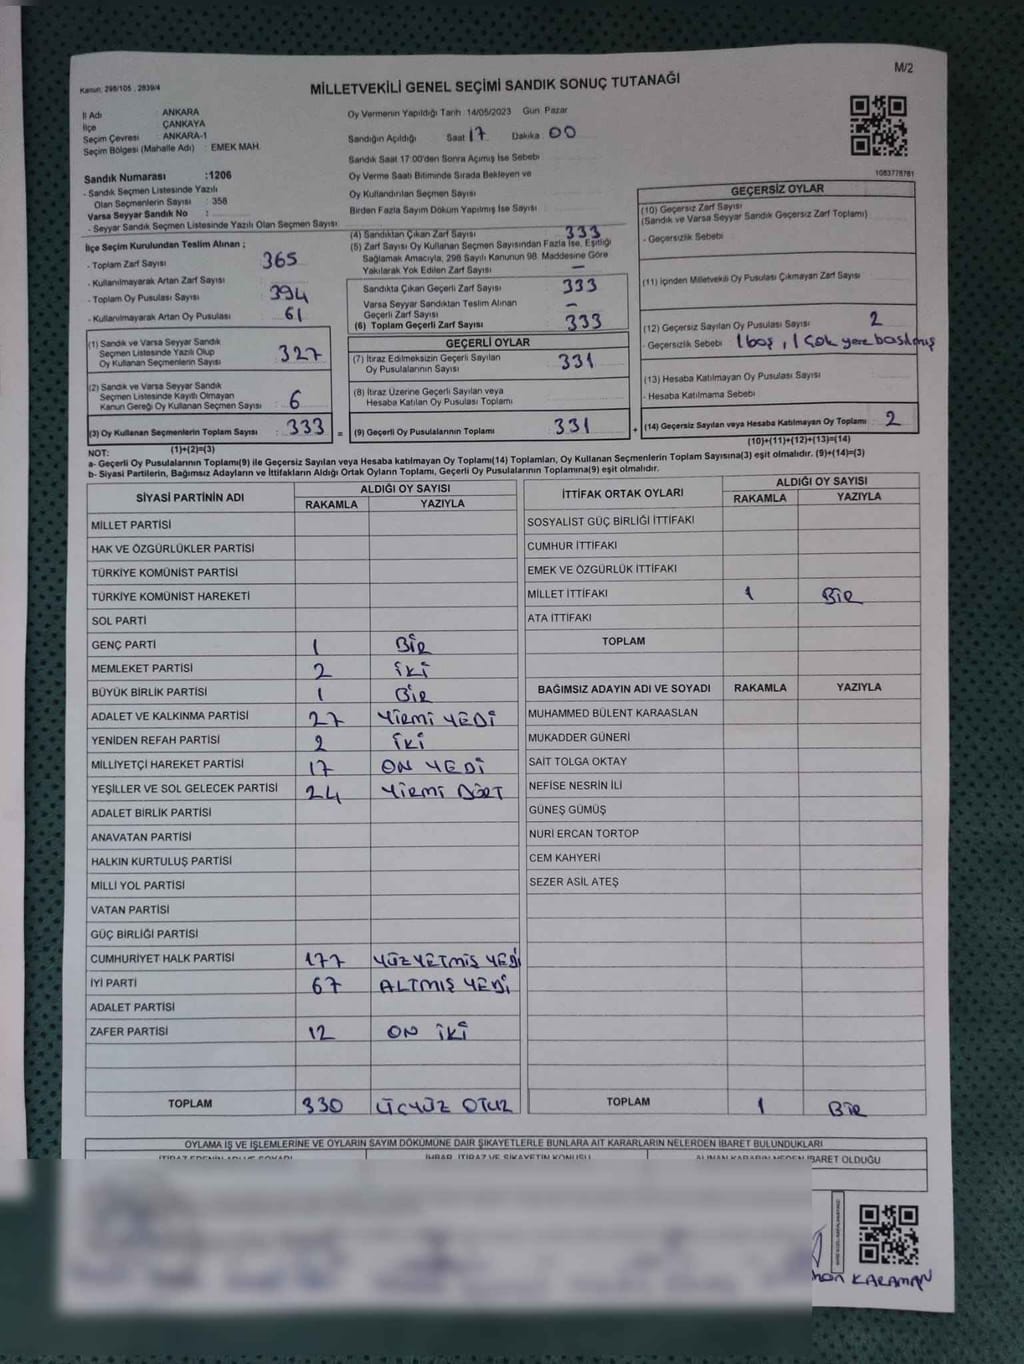 M/2
Kanun, 298/105 , 2839/4
MİLLETVEKİLİ GENEL SEÇİMİ SANDIK SONUÇ TUTANAĞI
İl Adı : ANKARA
İlçe : ÇANKAYA
Seçim Çevresi : ANKARA-1
Seçim Bölgesi (Mahalle Adı) : EMEK MAH.
Sandık Numarası :1206
- Sandık Seçmen Listesinde Yazılı
Olan Seçmenlerin Sayısı : 358
Varsa Seyyar Sandık No :
- Seyyar Sandık Seçmen Listesinde Yazılı Olan Seçmen Sayısı :
Oy Vermenin Yapıldığı Tarih 14/05/2023 Gün Pazar
Sandığın Açıldığı Saat 17 Dakika 00
Sandık Saat 17:00'den Sonra Açımış İse Sebebi
Oy Verme Saati Bitiminde Sırada Bekleyen ve
Oy Kullandırılan Seçmen Sayısı
Birden Fazla Sayım Döküm Yapılmış İse Sayısı
1083778781
İlçe Seçim Kurulundan Teslim Alınan ;
- Toplam Zarf Sayısı : 365
- Kullanılmayarak Artan Zarf Sayısı :
- Toplam Oy Pusulası Sayısı : 394
- Kullanılmayarak Artan Oy Pusulası : 61
(1) Sandık ve Varsa Seyyar Sandık
Seçmen Listesinde Yazılı Olup
Oy Kullanan Seçmenlerin Sayısı : 327
(2) Sandık ve Varsa Seyyar Sandık
Seçmen Listesinde Kayıtlı Olmayan
Kanun Gereği Oy Kullanan Seçmen Sayısı : 6
(3) Oy Kullanan Seçmenlerin Toplam Sayısı : 333
(1)+(2)=(3)
(4) Sandıktan Çıkan Zarf Sayısı 333
(5) Zarf Sayısı Oy Kullanan Seçmen Sayısından Fazla İse, Eşitliği
Sağlamak Amacıyla, 298 Sayılı Kanunun 98. Maddesine Göre
Yakılarak Yok Edilen Zarf Sayısı –
Sandıkta Çıkan Geçerli Zarf Sayısı : 333
Varsa Seyyar Sandıktan Teslim Alınan
Geçerli Zarf Sayısı : –
(6) Toplam Geçerli Zarf Sayısı : 333
GEÇERLİ OYLAR
(7) İtiraz Edilmeksizin Geçerli Sayılan
Oy Pusulalarının Sayısı : 331
(8) İtiraz Üzerine Geçerli Sayılan veya
Hesaba Katılan Oy Pusulası Toplamı :
= (9) Geçerli Oy Pusulalarının Toplamı : 331
GEÇERSİZ OYLAR
(10) Geçersiz Zarf Sayısı
(Sandık ve Varsa Seyyar Sandık Geçersiz Zarf Toplamı)
- Geçersizlik Sebebi :
(11) İçinden Milletvekili Oy Pusulası Çıkmayan Zarf Sayısı
(12) Geçersiz Sayılan Oy Pusulası Sayısı : 2
- Geçersizlik Sebebi : 1 boş, 1 çok yere basılmış
(13) Hesaba Katılmayan Oy Pusulası Sayısı :
- Hesaba Katılmama Sebebi :
+ (14) Geçersiz Sayılan veya Hesaba Katılmayan Oy Toplamı : 2
(10)+(11)+(12)+(13)=(14)
NOT:
a- Geçerli Oy Pusulalarının Toplamı(9) ile Geçersiz Sayılan veya Hesaba katılmayan Oy Toplamı(14) Toplamları, Oy Kullanan Seçmenlerin Toplam Sayısına(3) eşit olmalıdır. (9)+(14)=(3)
b- Siyasi Partilerin, Bağımsız Adayların ve İttifakların Aldığı Ortak Oyların Toplamı, Geçerli Oy Pusulalarının Toplamına(9) eşit olmalıdır.
SİYASİ PARTİNİN ADI ALDIĞI OY SAYISI
RAKAMLA YAZIYLA
MİLLET PARTİSİ
HAK VE ÖZGÜRLÜKLER PARTİSİ
TÜRKİYE KOMÜNİST PARTİSİ
TÜRKİYE KOMÜNİST HAREKETİ
SOL PARTİ
GENÇ PARTİ 1 BİR
MEMLEKET PARTİSİ 2 İKİ
BÜYÜK BİRLİK PARTİSİ 1 BİR
ADALET VE KALKINMA PARTİSİ 27 YİRMİ YEDİ
YENİDEN REFAH PARTİSİ 2 İKİ
MİLLİYETÇİ HAREKET PARTİSİ 17 ON YEDİ
YEŞİLLER VE SOL GELECEK PARTİSİ 24 YİRMİ DÖRT
ADALET BİRLİK PARTİSİ
ANAVATAN PARTİSİ
HALKIN KURTULUŞ PARTİSİ
MİLLİ YOL PARTİSİ
VATAN PARTİSİ
GÜÇ BİRLİĞİ PARTİSİ
CUMHURİYET HALK PARTİSİ 177 YÜZYETMİŞ YEDİ
İYİ PARTİ 67 ALTMIŞ YEDİ
ADALET PARTİSİ
ZAFER PARTİSİ 12 ON İKİ
TOPLAM 330 ÜÇYÜZ OTUZ
İTTİFAK ORTAK OYLARI ALDIĞI OY SAYISI
RAKAMLA YAZIYLA
SOSYALİST GÜÇ BİRLİĞİ İTTİFAKI
CUMHUR İTTİFAKI
EMEK VE ÖZGÜRLÜK İTTİFAKI
MİLLET İTTİFAKI 1 BİR
ATA İTTİFAKI
TOPLAM
BAĞIMSIZ ADAYIN ADI VE SOYADI RAKAMLA YAZIYLA
MUHAMMED BÜLENT KARAASLAN
MUKADDER GÜNERİ
SAİT TOLGA OKTAY
NEFİSE NESRİN İLİ
GÜNEŞ GÜMÜŞ
NURİ ERCAN TORTOP
CEM KAHYERİ
SEZER ASİL ATEŞ
TOPLAM 1 BİR
OYLAMA İŞ VE İŞLEMLERİNE VE OYLARIN SAYIM DÖKÜMÜNE DAİR ŞİKAYETLERLE BUNLARA AİT KARARLARIN NELERDEN İBARET BULUNDUKLARI
İTİRAZ EDENİN ADI VE SOYADI İHBAR, İTİRAZ VE ŞİKAYETİN KONUSU ALINAN KARARIN NEDEN İBARET OLDUĞU
KARAMAN